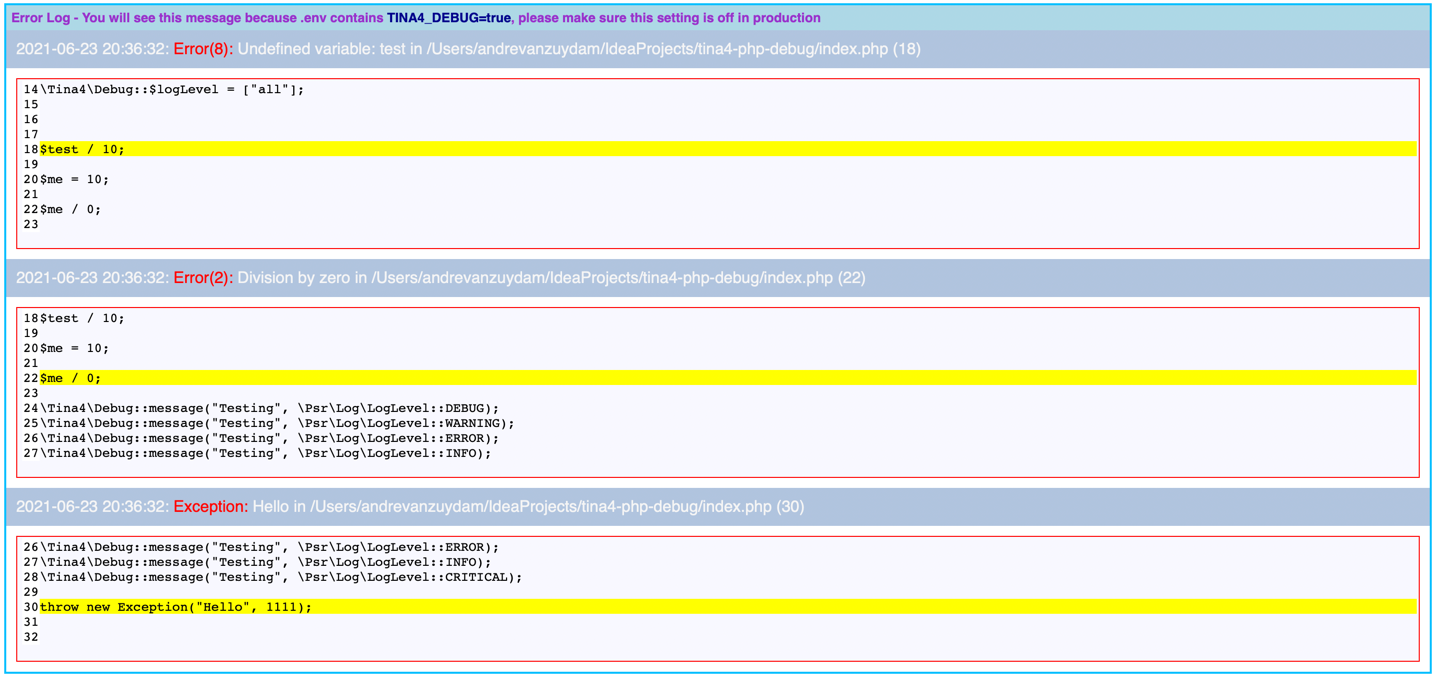 Error Log - You will see this message because .env contains TINA4_DEBUG=true, please make sure this setting is off in production
2021-06-23 20:36:32: Error(8): Undefined variable: test in /Users/andrevanzuydam/IdeaProjects/tina4-php-debug/index.php (18)
14\Tina4\Debug::$logLevel = ["all"];
15
16
17
18$test / 10;
19
20$me = 10;
21
22$me / 0;
23
2021-06-23 20:36:32: Error(2): Division by zero in /Users/andrevanzuydam/IdeaProjects/tina4-php-debug/index.php (22)
18$test / 10;
19
20$me = 10;
21
22$me / 0;
23
24\Tina4\Debug::message("Testing", \Psr\Log\LogLevel::DEBUG);
25\Tina4\Debug::message("Testing", \Psr\Log\LogLevel::WARNING);
26\Tina4\Debug::message("Testing", \Psr\Log\LogLevel::ERROR);
27\Tina4\Debug::message("Testing", \Psr\Log\LogLevel::INFO);
2021-06-23 20:36:32: Exception: Hello in /Users/andrevanzuydam/IdeaProjects/tina4-php-debug/index.php (30)
26\Tina4\Debug::message("Testing", \Psr\Log\LogLevel::ERROR);
27\Tina4\Debug::message("Testing", \Psr\Log\LogLevel::INFO);
28\Tina4\Debug::message("Testing", \Psr\Log\LogLevel::CRITICAL);
29
30throw new Exception("Hello", 1111);
31
32